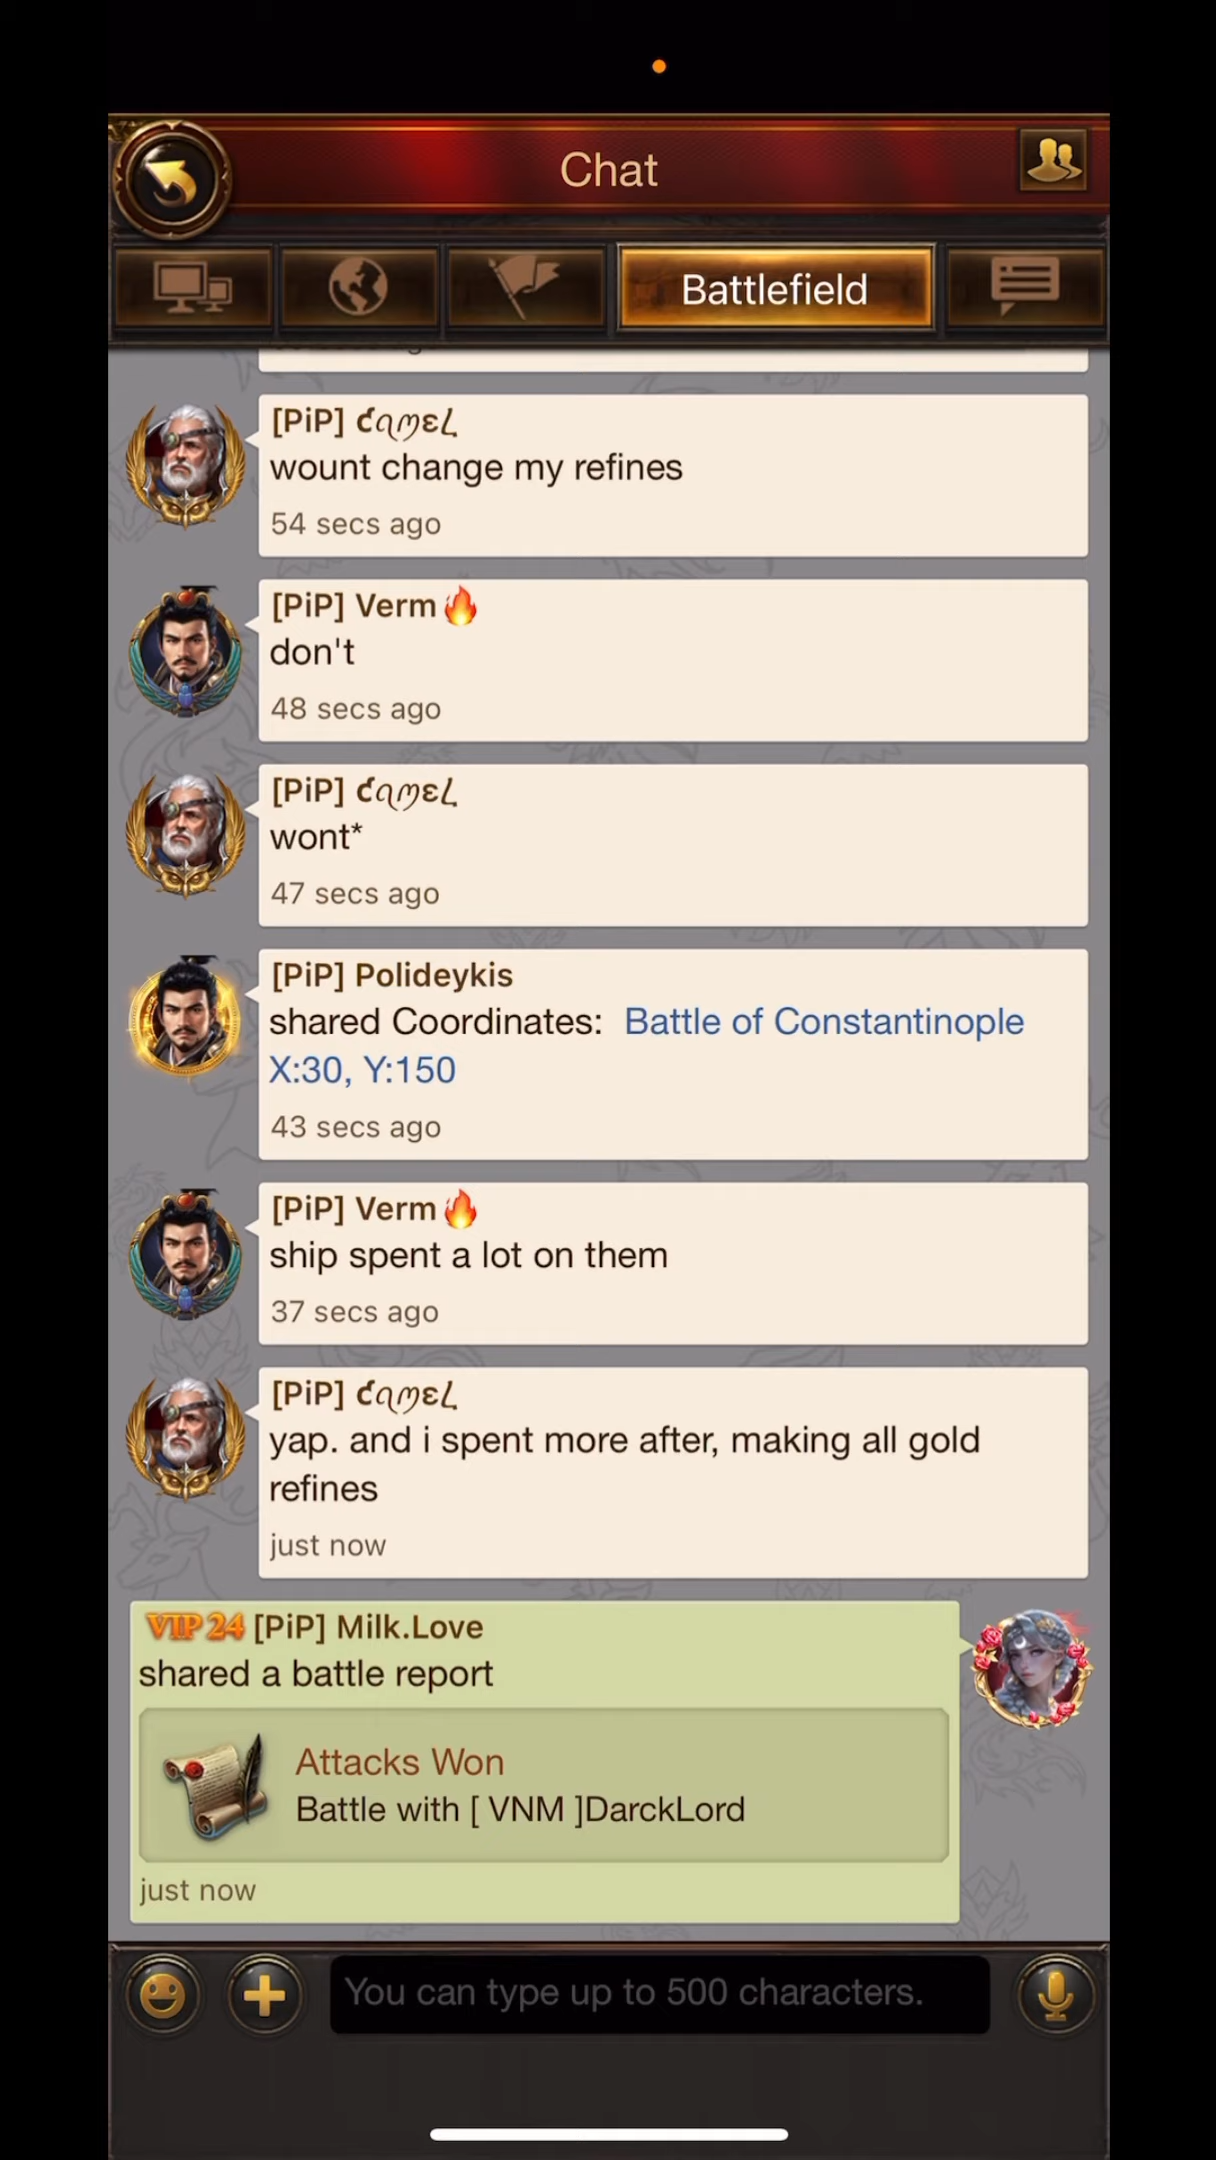 Chat
Battlefield
[PiP] ꞓαꞣεL
wount change my refines
54 secs ago
[PiP] Verm🔥
don't
48 secs ago
[PiP]
wont*
47 secs ago
[PiP] Polideykis
shared Coordinates: Battle of Constantinople
X:30, Y:150
43 secs ago
[PiP] Verm🔥
ship spent a lot on them
37 secs ago
[PiP]
yap. and i spent more after, making all gold
refines
just now
VIP 24 [PiP] Milk.Love
shared a battle report
Attacks Won
Battle with [ VNM ]DarckLord
just now
You can type up to 500 characters.